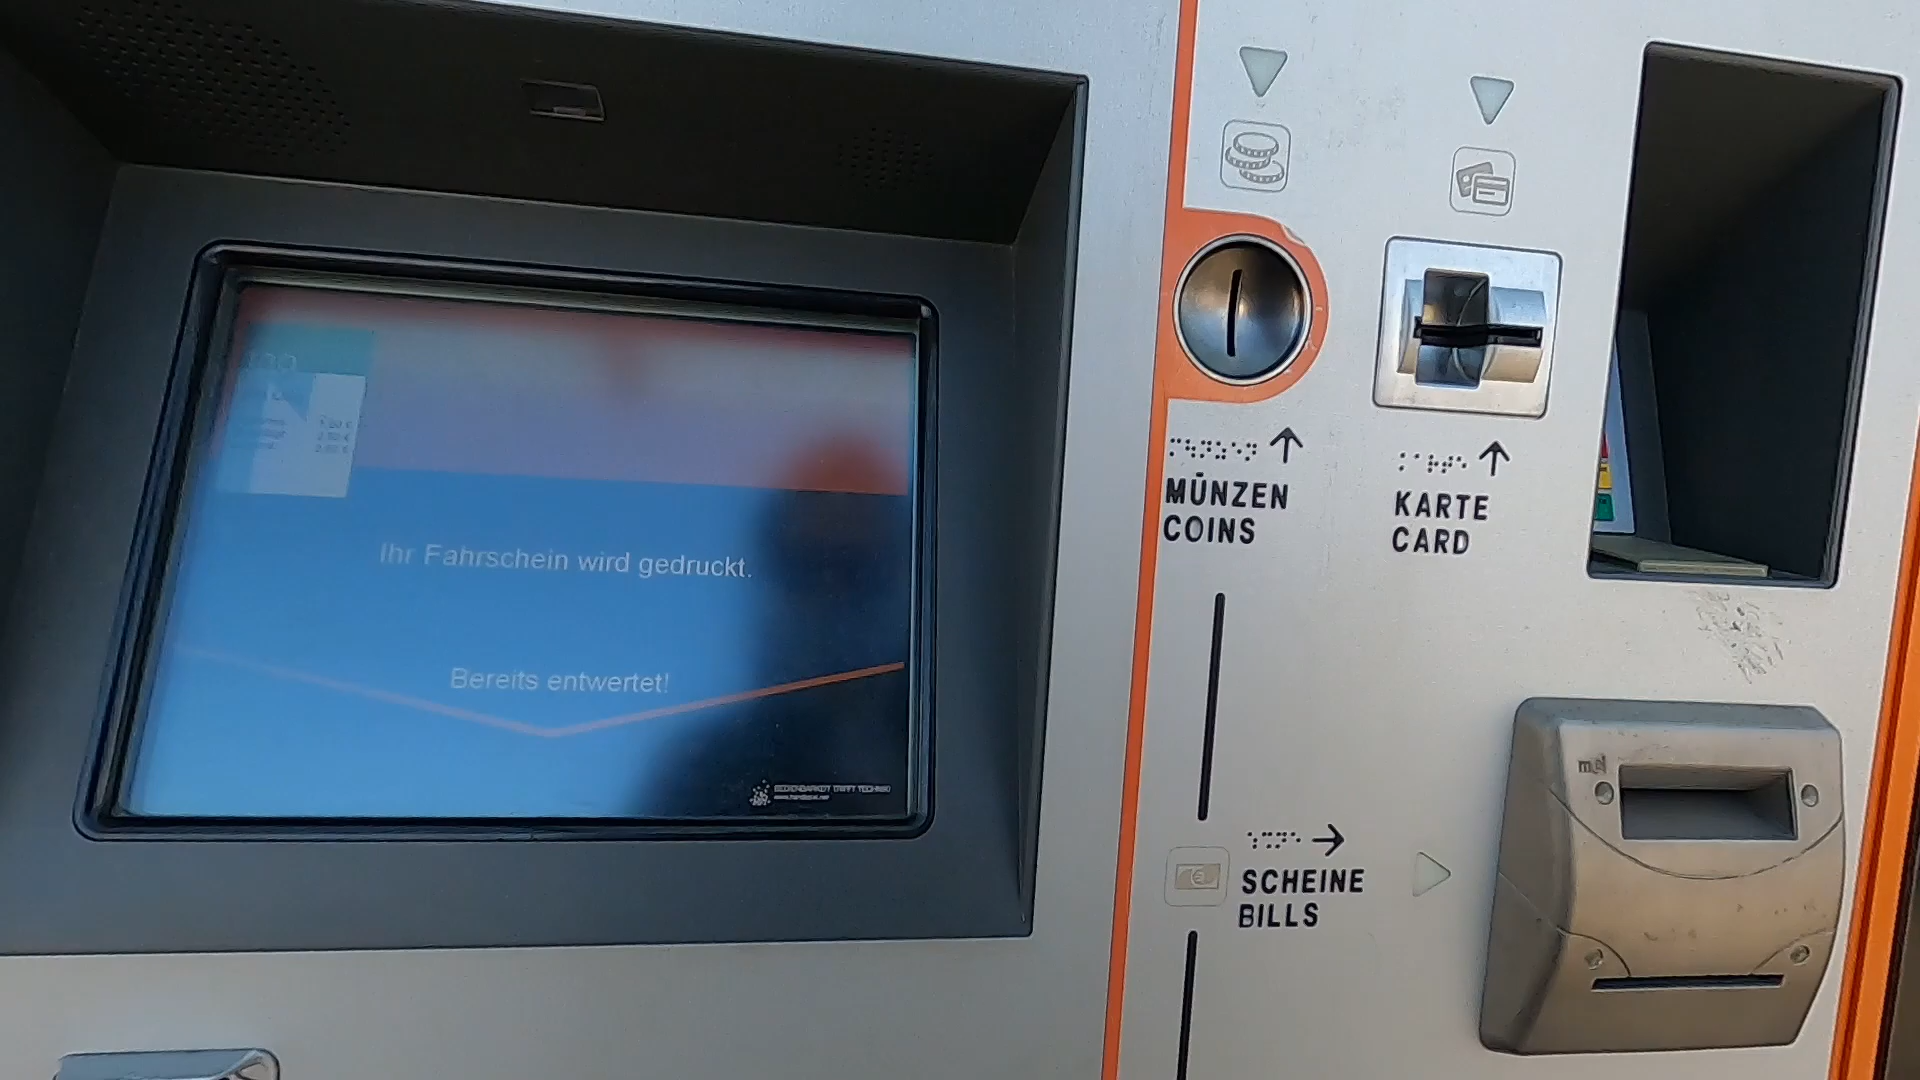 Ihr Fahrschein wird gedruckt.
Bereits entwertet!
MÜNZEN
COINS
KARTE
CARD
SCHEINE
BILLS